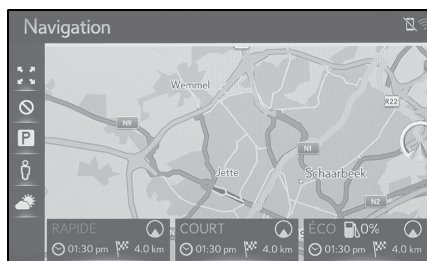 Navigation
Wemmel
R22
N9
N1
Jette
Schaarbeek
N2
RAPIDE COURT ÉCO 0%
01:30 pm 4.0 km 01:30 pm 4.0 km 01:30 pm 4.0 km
P